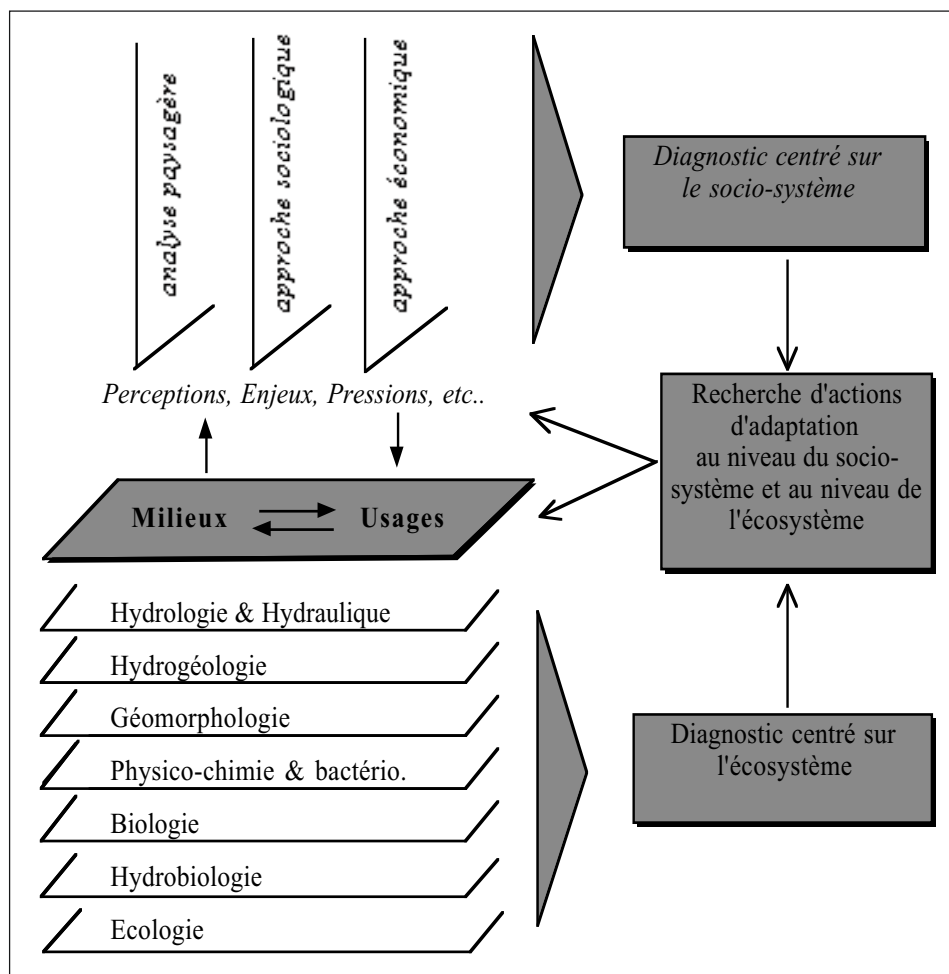 analyse paysagère
approche sociologique
approche économique
Diagnostic centré sur
le socio-système
Perceptions, Enjeux, Pressions, etc..
Recherche d'actions
d'adaptation
au niveau du socio-
système et au niveau de
l'écosystème
Milieux
Usages
Hydrologie & Hydraulique
Hydrogéologie
Géomorphologie
Physico-chimie & bactério.
Biologie
Hydrobiologie
Ecologie
Diagnostic centré sur
l'écosystème